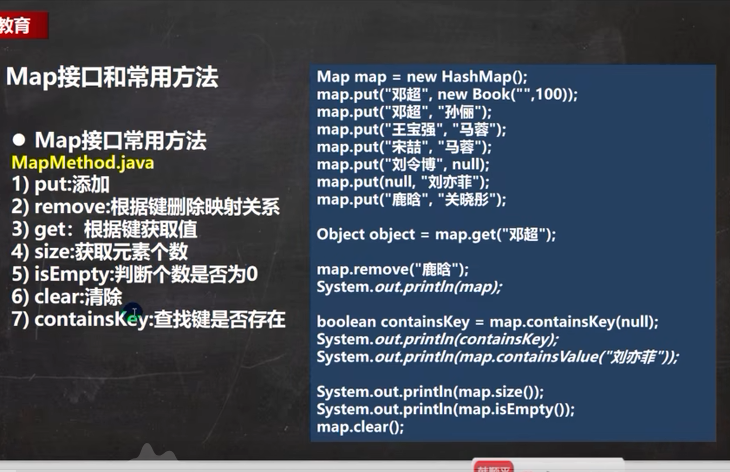 教育
Map接口和常用方法
● Map接口常用方法
MapMethod.java
1) put:添加
2) remove:根据键删除映射关系
3) get：根据键获取值
4) size:获取元素个数
5) isEmpty:判断个数是否为0
6) clear:清除
7) containsKey:查找键是否存在
Map map = new HashMap();
map.put("邓超", new Book("",100));
map.put("邓超", "孙俪");
map.put("王宝强", "马蓉");
map.put("宋喆", "马蓉");
map.put("刘令博", null);
map.put(null, "刘亦菲");
map.put("鹿晗", "关晓彤");
Object object = map.get("邓超");
map.remove("鹿晗");
System.out.println(map);
boolean containsKey = map.containsKey(null);
System.out.println(containsKey);
System.out.println(map.containsValue("刘亦菲"));
System.out.println(map.size());
System.out.println(map.isEmpty());
map.clear();
韩顺平